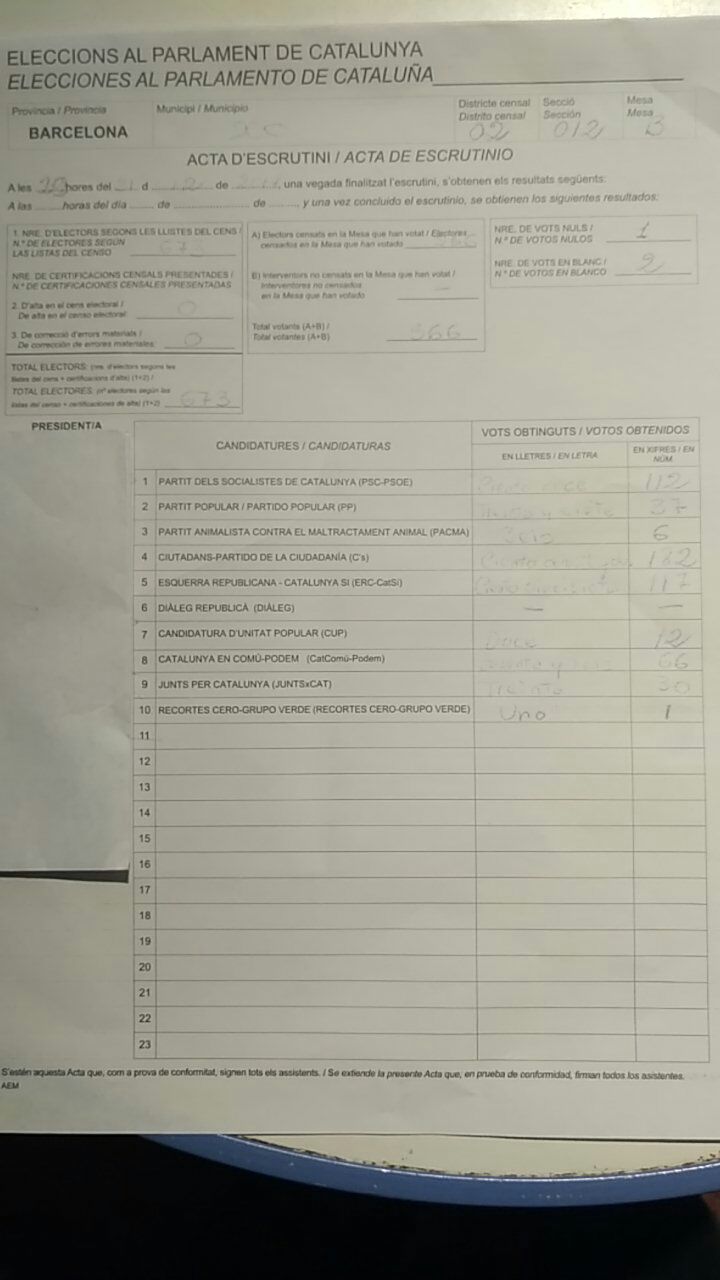 ELECCIONS AL PARLAMENT DE CATALUNYA
ELECCIONES AL PARLAMENTO DE CATALUÑA
Província / Provincia Municipi / Municipio Districte censal Secció Mesa
Distrito censal Sección Mesa
BARCELONA 02 012 B
ACTA D'ESCRUTINI / ACTA DE ESCRUTINIO
A les hores del d de , una vegada finalitzat l'escrutini, s'obtenen els resultats següents:
A las horas del día de de y una vez concluido el escrutinio, se obtienen los siguientes resultados:
1. NRE. D'ELECTORS SEGONS LES LLISTES DEL CENS /
N.º DE ELECTORES SEGÚN
LAS LISTAS DEL CENSO 673
NRE. DE CERTIFICACIONS CENSALS PRESENTADES /
N.º DE CERTIFICACIONES CENSALES PRESENTADAS
2. D'alta en el cens electoral /
De alta en el censo electoral: 0
3. De correcció d'errors materials /
De corrección de errores materiales: 0
TOTAL ELECTORS: (nre. d'electors segons les
llistes del cens + certificacions d'alta) (1+2) /
TOTAL ELECTORES: (nº electores según las
listas del censo + certificaciones de alta) (1+2) 673
A) Electors censats en la Mesa que han votat / Electores
censados en la Mesa que han votado
B) Interventors no censats en la Mesa que han votat /
Interventores no censados
en la Mesa que han votado —
Total votants (A+B) /
Total votantes (A+B) 566
NRE. DE VOTS NULS /
N.º DE VOTOS NULOS 1
NRE. DE VOTS EN BLANC /
N.º DE VOTOS EN BLANCO 2
PRESIDENT/A
CANDIDATURES / CANDIDATURAS VOTS OBTINGUTS / VOTOS OBTENIDOS
EN LLETRES / EN LETRA EN XIFRES / EN NÚM.
1 PARTIT DELS SOCIALISTES DE CATALUNYA (PSC-PSOE) 112
2 PARTIT POPULAR / PARTIDO POPULAR (PP) Treinta y siete 37
3 PARTIT ANIMALISTA CONTRA EL MALTRACTAMENT ANIMAL (PACMA) Seis 6
4 CIUTADANS-PARTIDO DE LA CIUDADANÍA (C's) 182
5 ESQUERRA REPUBLICANA - CATALUNYA SÍ (ERC-CatSí) 117
6 DIÀLEG REPUBLICÀ (DIÀLEG) — —
7 CANDIDATURA D'UNITAT POPULAR (CUP) Doce 12
8 CATALUNYA EN COMÚ-PODEM (CatComú-Podem) Sesenta y seis 66
9 JUNTS PER CATALUNYA (JUNTSxCAT) Treinta 30
10 RECORTES CERO-GRUPO VERDE (RECORTES CERO-GRUPO VERDE) Uno 1
11
12
13
14
15
16
17
18
19
20
21
22
23
S'estén aquesta Acta que, com a prova de conformitat, signen tots els assistents. / Se extiende la presente Acta que, en prueba de conformidad, firman todos los asistentes.
AEM